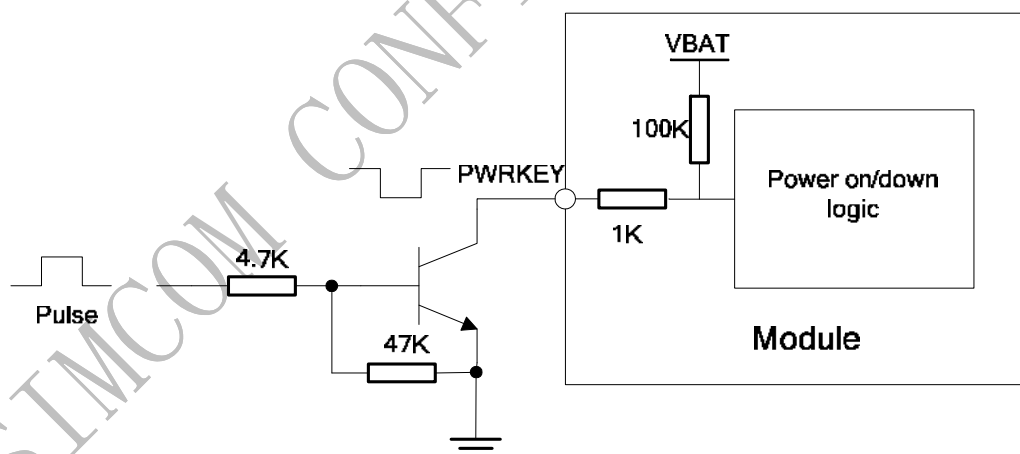 SIMCOM CONF
VBAT
100K
PWRKEY
Power on/down
logic
1K
4.7K
Pulse
47K
Module